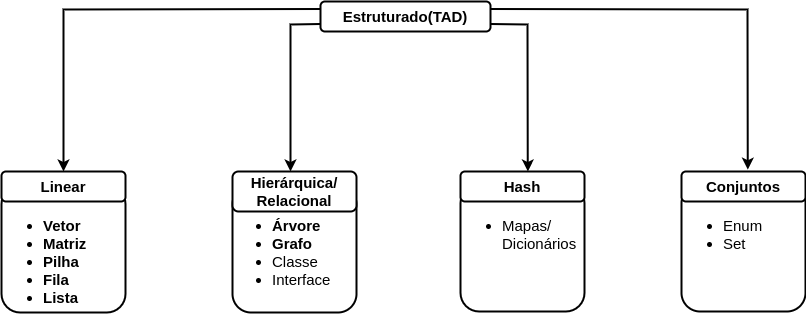 Estruturado(TAD)
Linear
Vetor
Matriz
Pilha
Fila
Lista
Hierárquica/
Relacional
Árvore
Grafo
Classe
Interface
Hash
Mapas/
Dicionários
Conjuntos
Enum
Set